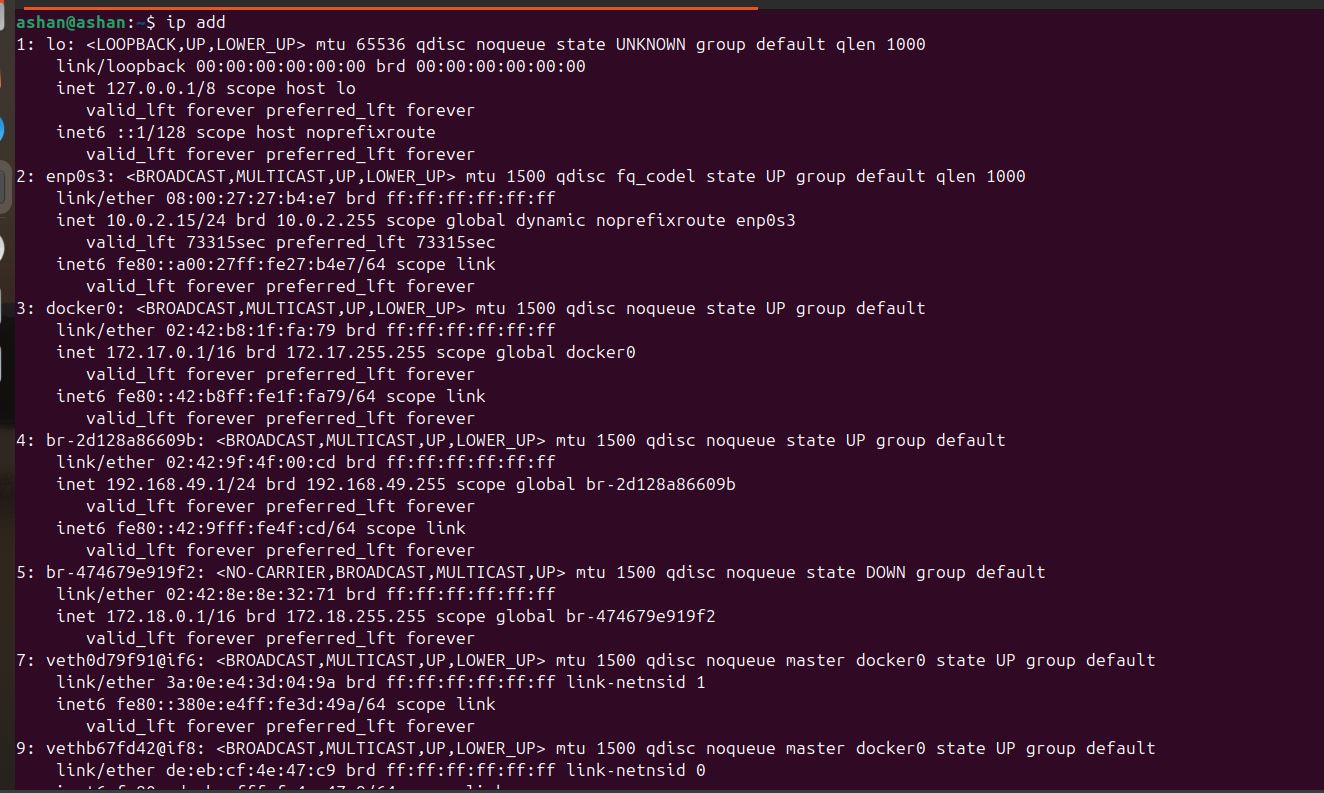 ashan@ashan:~$ ip add
1: lo: <LOOPBACK,UP,LOWER_UP> mtu 65536 qdisc noqueue state UNKNOWN group default qlen 1000
    link/loopback 00:00:00:00:00:00 brd 00:00:00:00:00:00
    inet 127.0.0.1/8 scope host lo
       valid_lft forever preferred_lft forever
    inet6 ::1/128 scope host noprefixroute
       valid_lft forever preferred_lft forever
2: enp0s3: <BROADCAST,MULTICAST,UP,LOWER_UP> mtu 1500 qdisc fq_codel state UP group default qlen 1000
    link/ether 08:00:27:27:b4:e7 brd ff:ff:ff:ff:ff:ff
    inet 10.0.2.15/24 brd 10.0.2.255 scope global dynamic noprefixroute enp0s3
       valid_lft 73315sec preferred_lft 73315sec
    inet6 fe80::a00:27ff:fe27:b4e7/64 scope link
       valid_lft forever preferred_lft forever
3: docker0: <BROADCAST,MULTICAST,UP,LOWER_UP> mtu 1500 qdisc noqueue state UP group default
    link/ether 02:42:b8:1f:fa:79 brd ff:ff:ff:ff:ff:ff
    inet 172.17.0.1/16 brd 172.17.255.255 scope global docker0
       valid_lft forever preferred_lft forever
    inet6 fe80::42:b8ff:fe1f:fa79/64 scope link
       valid_lft forever preferred_lft forever
4: br-2d128a86609b: <BROADCAST,MULTICAST,UP,LOWER_UP> mtu 1500 qdisc noqueue state UP group default
    link/ether 02:42:9f:4f:00:cd brd ff:ff:ff:ff:ff:ff
    inet 192.168.49.1/24 brd 192.168.49.255 scope global br-2d128a86609b
       valid_lft forever preferred_lft forever
    inet6 fe80::42:9fff:fe4f:cd/64 scope link
       valid_lft forever preferred_lft forever
5: br-474679e919f2: <NO-CARRIER,BROADCAST,MULTICAST,UP> mtu 1500 qdisc noqueue state DOWN group default
    link/ether 02:42:8e:8e:32:71 brd ff:ff:ff:ff:ff:ff
    inet 172.18.0.1/16 brd 172.18.255.255 scope global br-474679e919f2
       valid_lft forever preferred_lft forever
7: veth0d79f91@if6: <BROADCAST,MULTICAST,UP,LOWER_UP> mtu 1500 qdisc noqueue master docker0 state UP group default
    link/ether 3a:0e:e4:3d:04:9a brd ff:ff:ff:ff:ff:ff link-netnsid 1
    inet6 fe80::380e:e4ff:fe3d:49a/64 scope link
       valid_lft forever preferred_lft forever
9: vethb67fd42@if8: <BROADCAST,MULTICAST,UP,LOWER_UP> mtu 1500 qdisc noqueue master docker0 state UP group default
    link/ether de:eb:cf:4e:47:c9 brd ff:ff:ff:ff:ff:ff link-netnsid 0